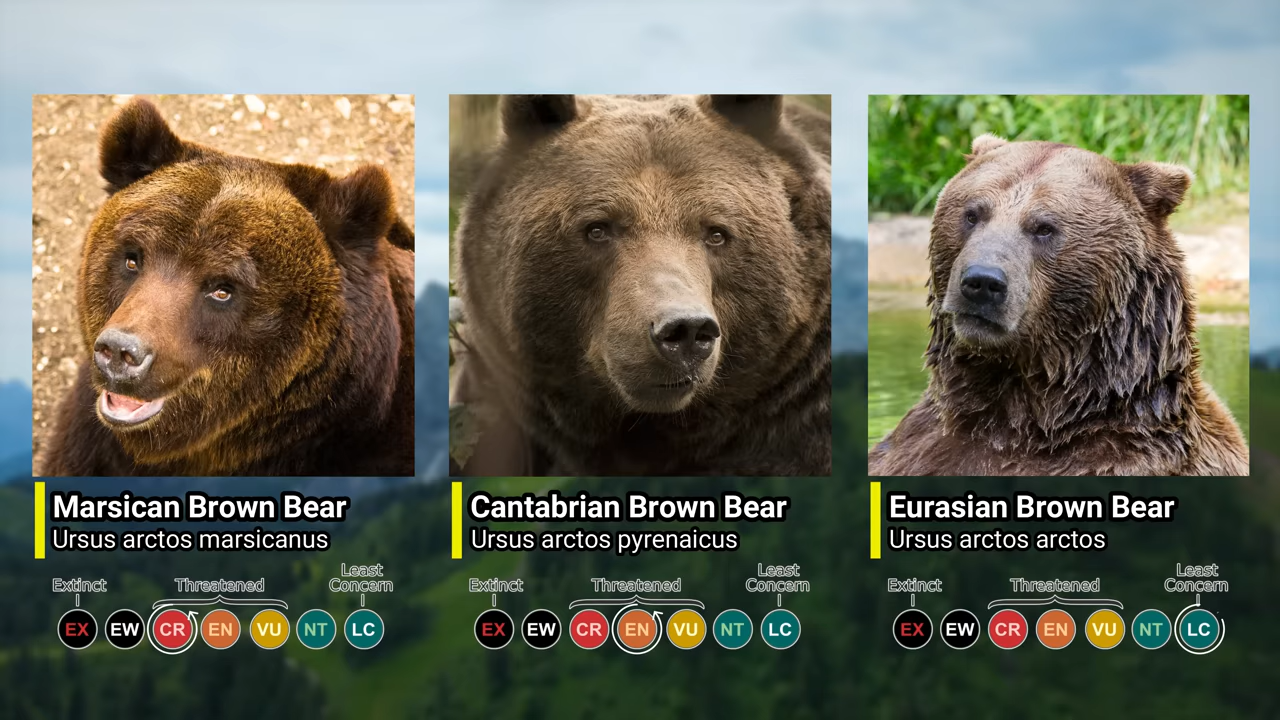 Marsican Brown Bear
Ursus arctos marsicanus
Extinct
Threatened
Least
Concern
EX EW CR EN VU NT LC
Cantabrian Brown Bear
Ursus arctos pyrenaicus
Extinct
Threatened
Least
Concern
EX EW CR EN VU NT LC
Eurasian Brown Bear
Ursus arctos arctos
Extinct
Threatened
Least
Concern
EX EW CR EN VU NT LC